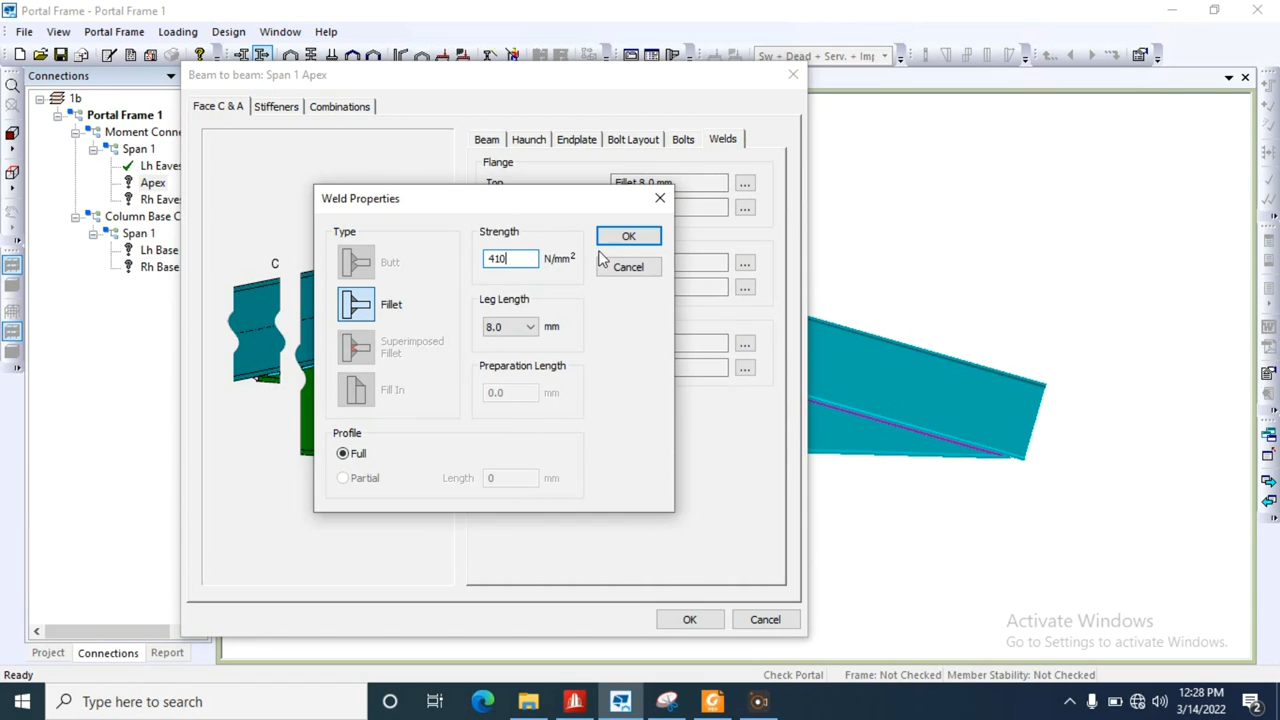 Portal Frame - Portal Frame 1
File View Portal Frame Loading Design Window Help
Sw + Dead + Serv. + Imp
Connections
1b
Portal Frame 1
Moment Conne
Span 1
Lh Eaves
Apex
Rh Eaves
Column Base C
Span 1
Lh Base
Rh Base
Project Connections Report
Beam to beam: Span 1 Apex
Face C & A Stiffeners Combinations
C
Beam Haunch Endplate Bolt Layout Bolts Welds
Flange
Top Fillet 8.0 mm ...
...
...
...
...
...
Weld Properties
Type
Butt
Fillet
Superimposed
Fillet
Fill In
Strength
410 N/mm²
Leg Length
8.0 mm
Preparation Length
0.0 mm
Profile
Full
Partial Length 0 mm
OK
Cancel
OK Cancel
Activate Windows
Go to Settings to activate Windows.
Ready Check Portal Frame: Not Checked Member Stability: Not Checked
Type here to search
12:28 PM
3/14/2022
2